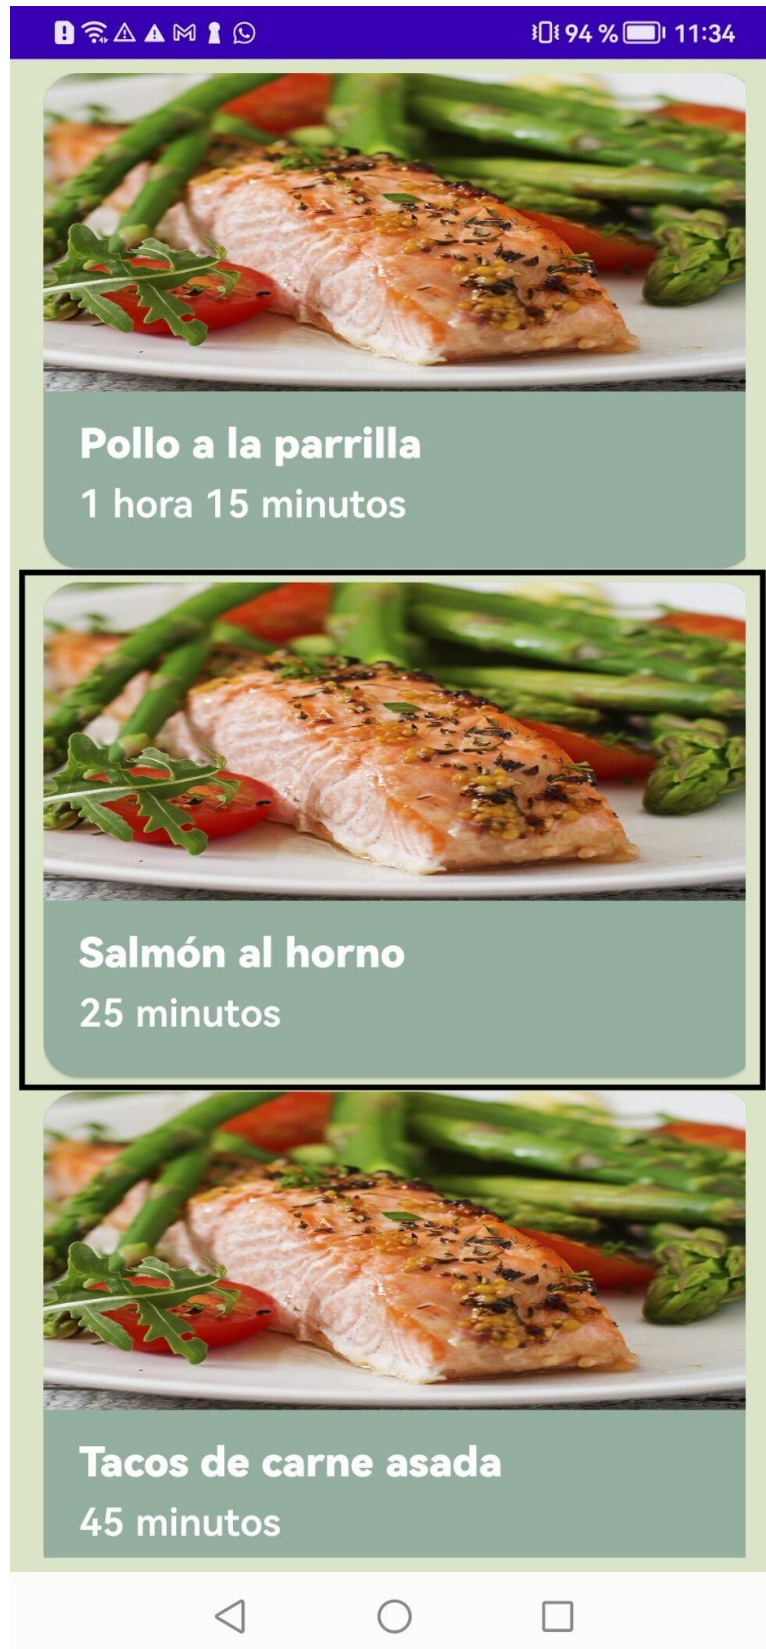 94 % 11:34
Pollo a la parrilla
1 hora 15 minutos
Salmón al horno
25 minutos
Tacos de carne asada
45 minutos